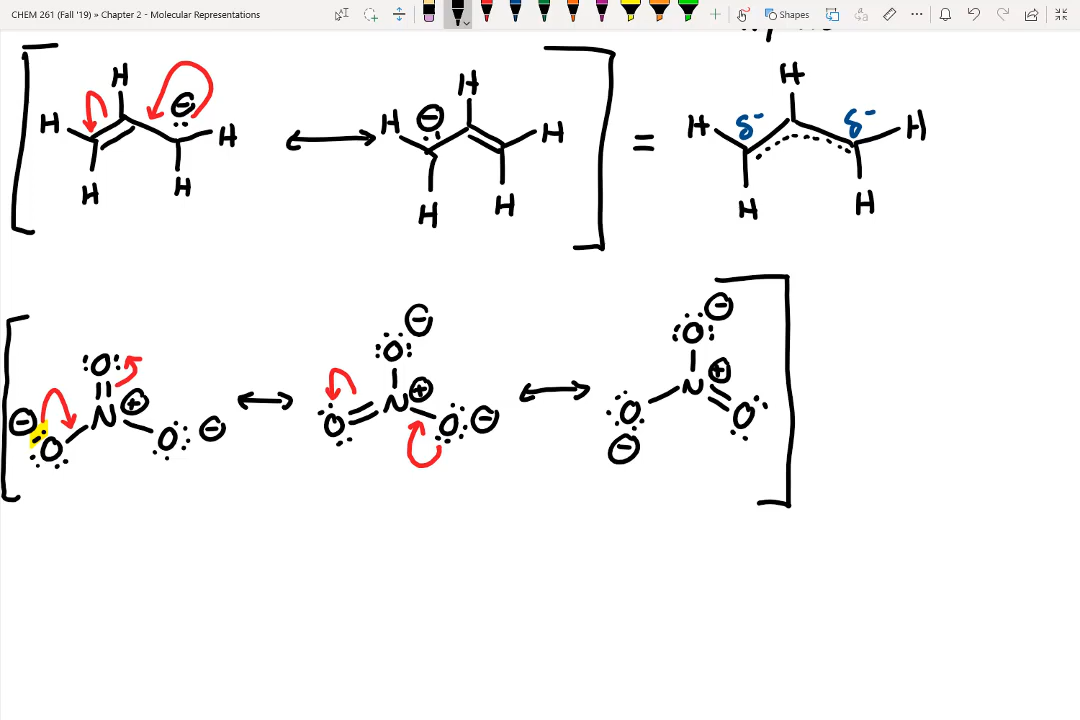 CHEM 261 (Fall '19) » Chapter 2 - Molecular Representations
Shapes
H H H H H
⊖
↔
H H H H H
⊖
=
H H H H H
δ⁻ δ⁻
O N O O
⊖ ⊕ ⊖
↔
O N O O
⊖ ⊕ ⊖
↔
O N O O
⊖ ⊕ ⊖